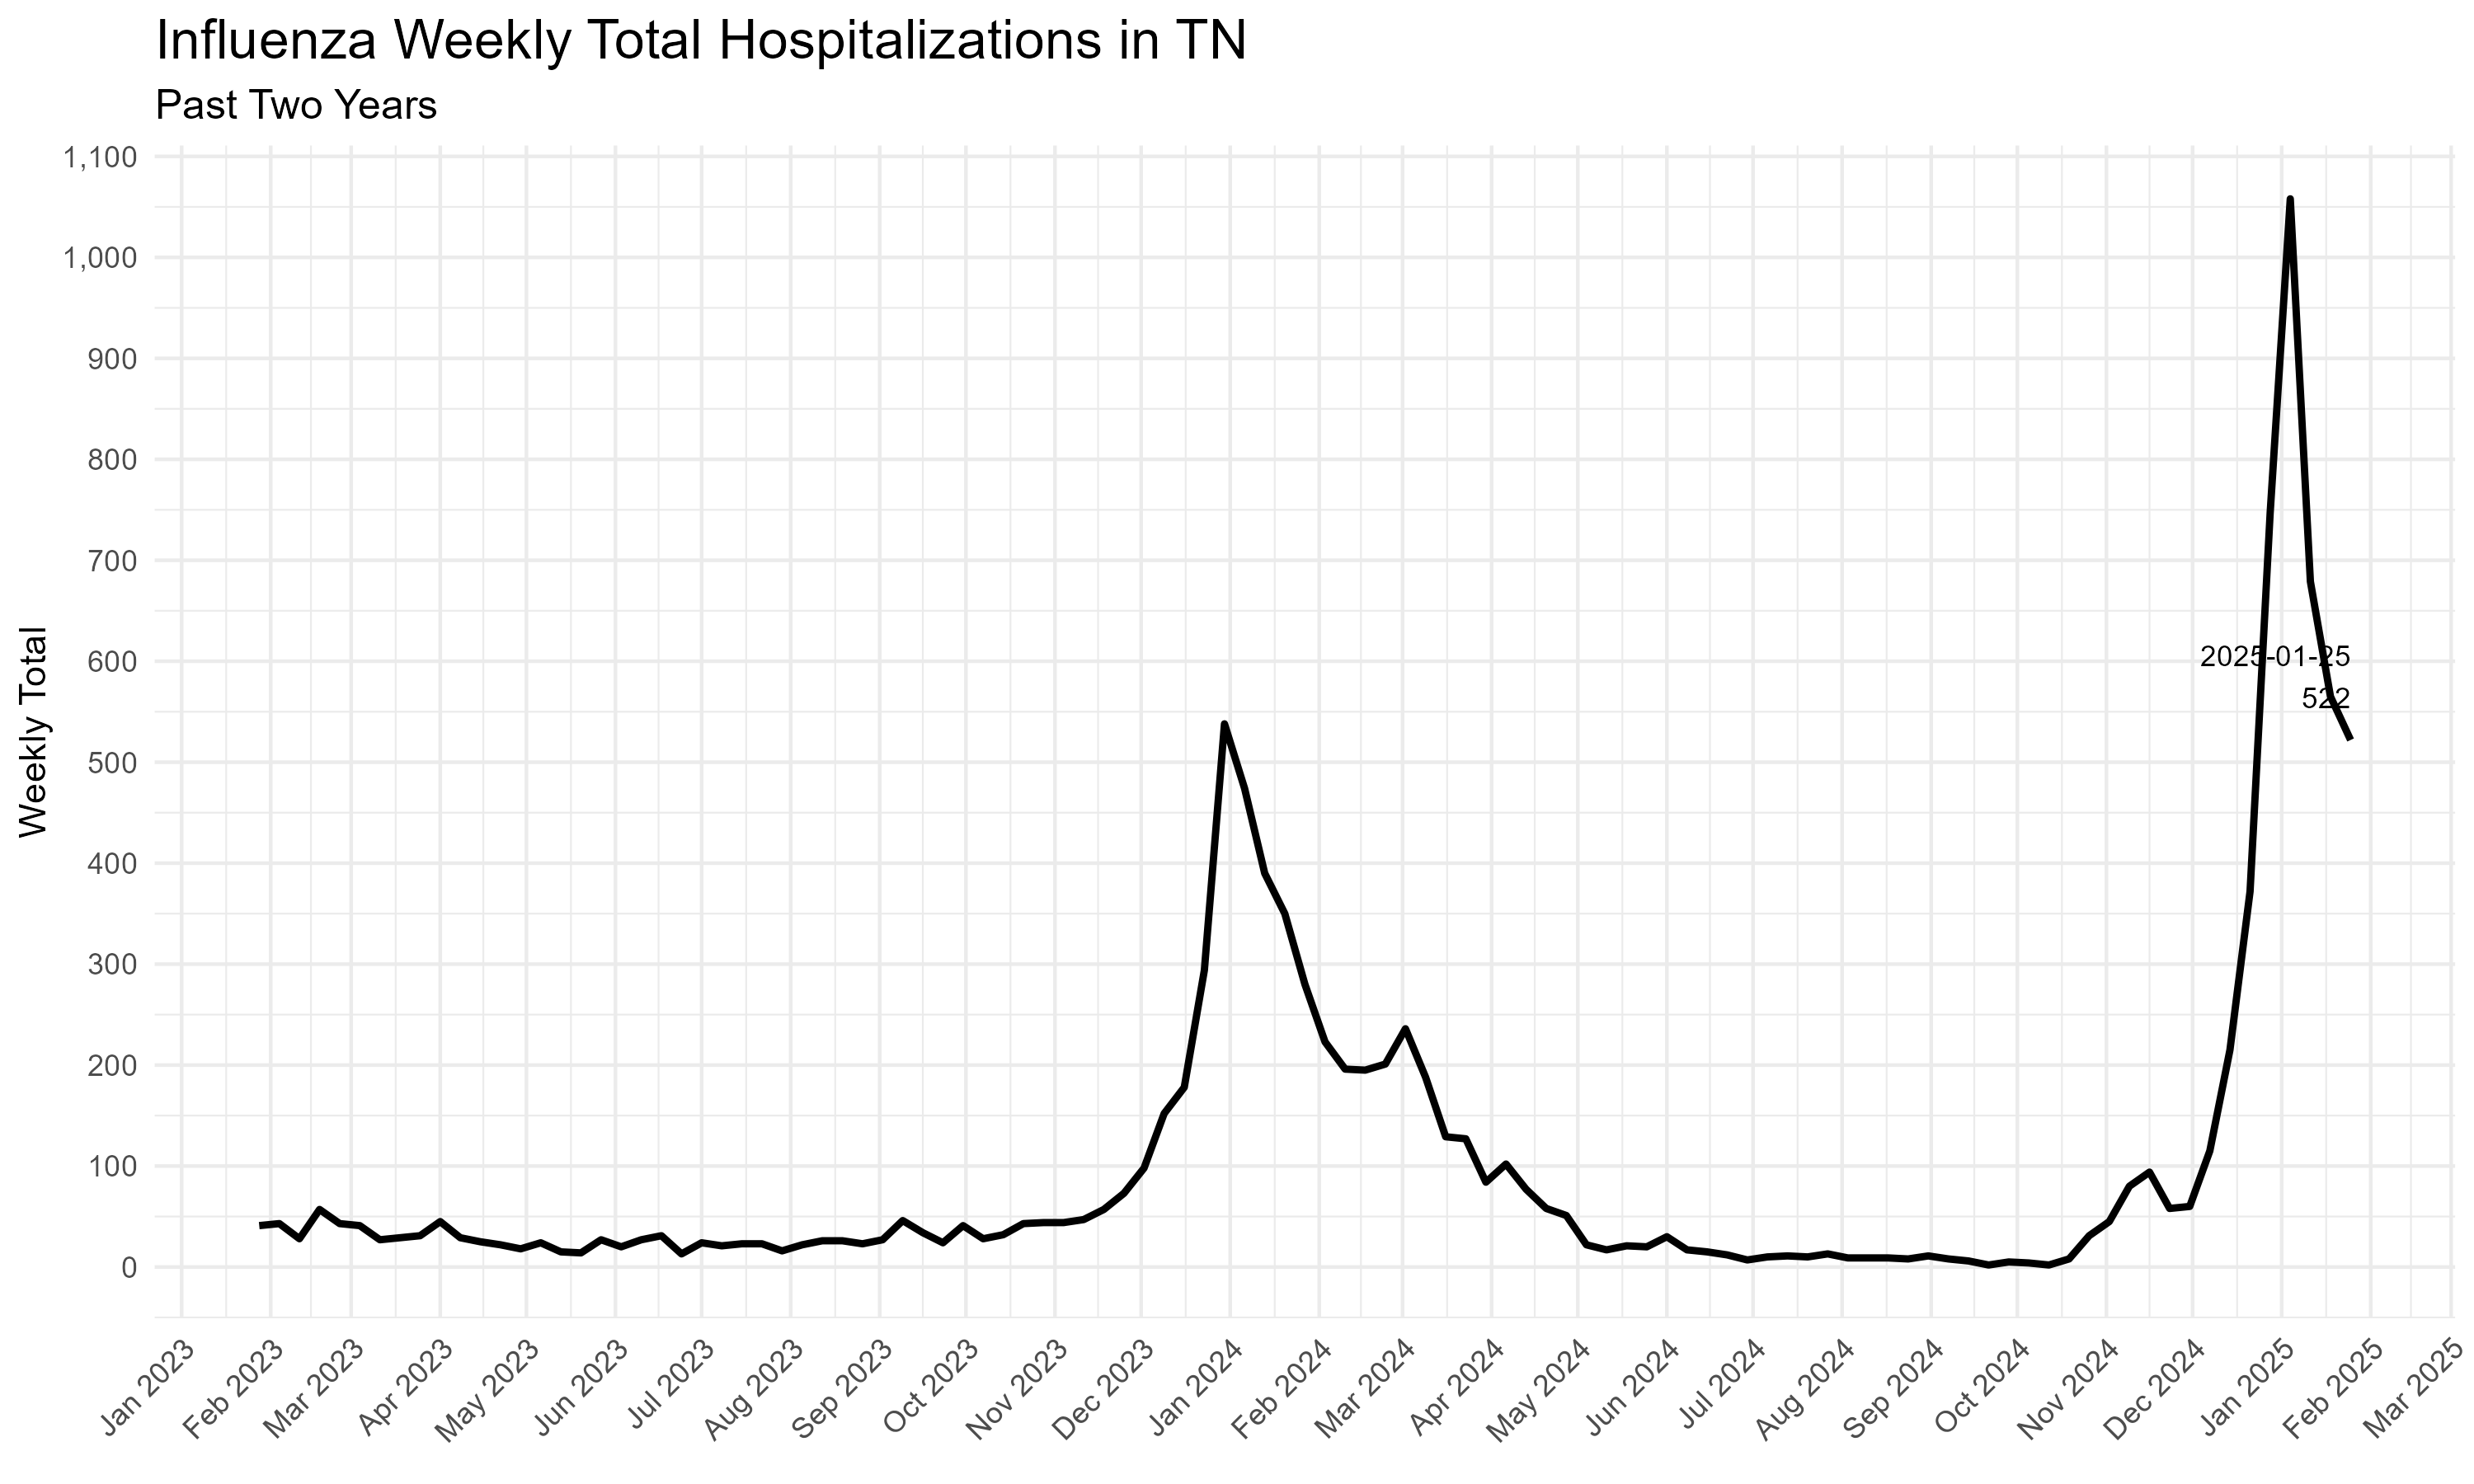 Influenza Weekly Total Hospitalizations in TN
Past Two Years
Weekly Total
1,100
1,000
900
800
700
600
500
400
300
200
100
0
2025-01-25
522
Jan 2023
Feb 2023
Mar 2023
Apr 2023
May 2023
Jun 2023
Jul 2023
Aug 2023
Sep 2023
Oct 2023
Nov 2023
Dec 2023
Jan 2024
Feb 2024
Mar 2024
Apr 2024
May 2024
Jun 2024
Jul 2024
Aug 2024
Sep 2024
Oct 2024
Nov 2024
Dec 2024
Jan 2025
Feb 2025
Mar 2025